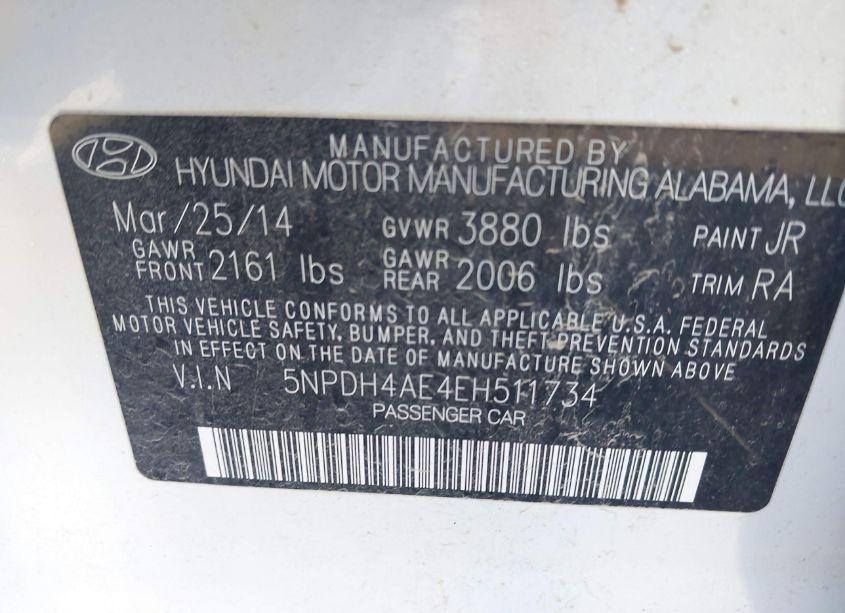 MANUFACTURED BY
HYUNDAI MOTOR MANUFACTURING ALABAMA, LLC
Mar/25/14 GVWR 3880 lbs PAINT JR
GAWR FRONT 2161 lbs GAWR REAR 2006 lbs TRIM RA
THIS VEHICLE CONFORMS TO ALL APPLICABLE U.S.A. FEDERAL
MOTOR VEHICLE SAFETY, BUMPER, AND THEFT PREVENTION STANDARDS
IN EFFECT ON THE DATE OF MANUFACTURE SHOWN ABOVE
V.I.N 5NPDH4AE4EH511734
PASSENGER CAR